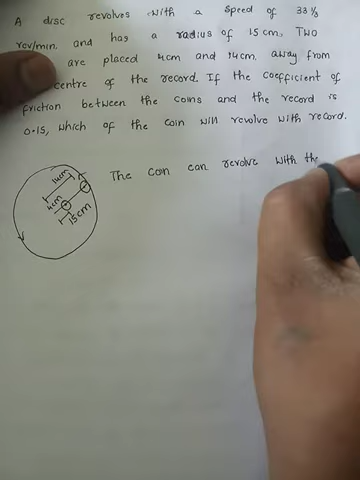 A disc revolves with a speed of 33 1/3
rev/min. and has a radius of 15 cm. Two
are placed 4cm and 14cm away from
centre of the record. If the coefficient of
friction between the coins and the record is
0.15, which of the coin will revolve with record.
The coin can revolve with the
14cm
4cm
15cm